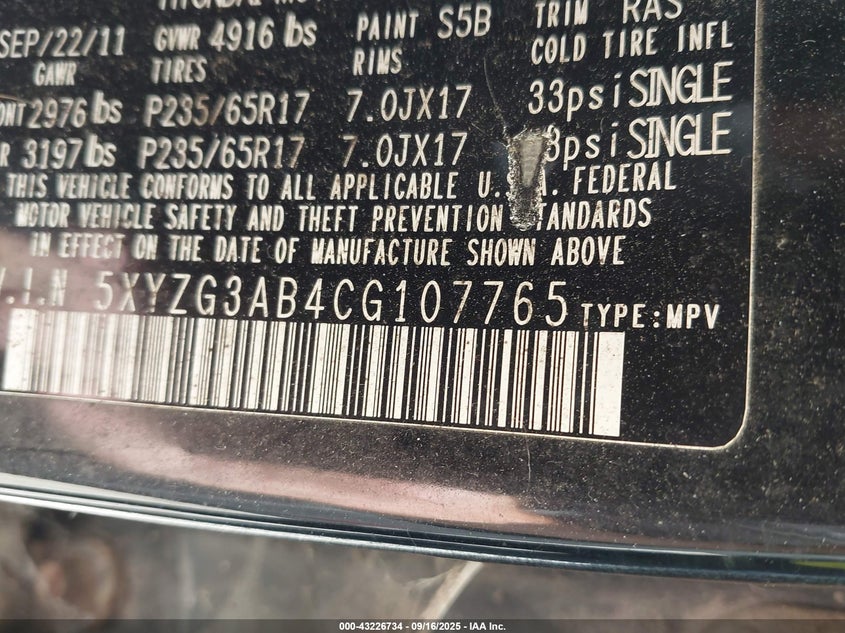 SEP/22/11 GVWR 4916 lbs PAINT S5B TRIM RAS
GAWR TIRES RIMS COLD TIRE INFL
2976 lbs P235/65R17 7.0JX17 33psi SINGLE
R 3197 lbs P235/65R17 7.0JX17 3psi SINGLE
THIS VEHICLE CONFORMS TO ALL APPLICABLE U.S.A. FEDERAL
MOTOR VEHICLE SAFETY AND THEFT PREVENTION STANDARDS
IN EFFECT ON THE DATE OF MANUFACTURE SHOWN ABOVE
V.I.N 5XYZG3AB4CG107765 TYPE:MPV
000-43226734 - 09/16/2025 - IAA Inc.